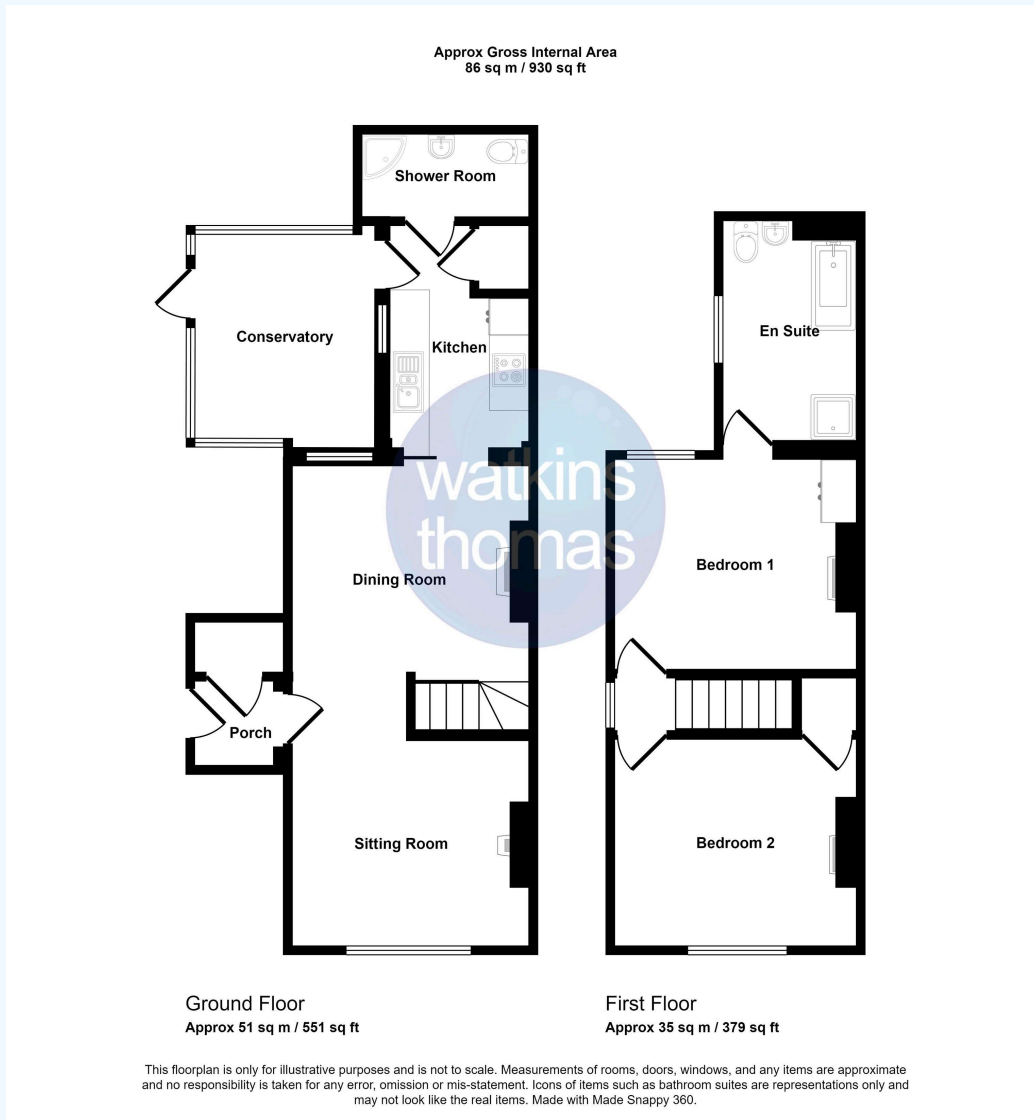 Approx Gross Internal Area
86 sq m / 930 sq ft
Shower Room
Conservatory
Kitchen
En Suite
watkins
thomas
Dining Room
Bedroom 1
Porch
Sitting Room
Bedroom 2
Ground Floor
Approx 51 sq m / 551 sq ft
First Floor
Approx 35 sq m / 379 sq ft
This floorplan is only for illustrative purposes and is not to scale. Measurements of rooms, doors, windows, and any items are approximate
and no responsibility is taken for any error, omission or mis-statement. Icons of items such as bathroom suites are representations only and
may not look like the real items. Made with Made Snappy 360.